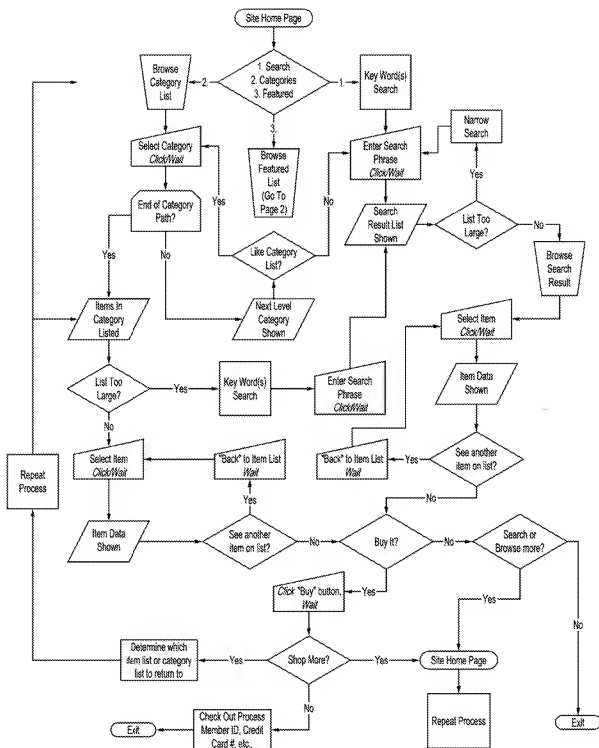 Site Home Page
1. Search
2. Categories
3. Featured
Browse
Category
List
2.
1.
3.
Key Word(s)
Search
Select Category
Click/Wait
Browse
Featured
List
(Go To
Page 2)
Enter Search
Phrase
Click/Wait
Narrow
Search
Yes
End of Category
Path?
Yes
No
Search
Result List
Shown
List Too
Large?
No
Browse
Search
Result
Yes
No
Like Category
List?
Items In
Category
Listed
Next Level
Category
Shown
Select Item
Click/Wait
List Too
Large?
Yes
Key Word(s)
Search
Enter Search
Phrase
Click/Wait
Item Data
Shown
No
Select Item
Click/Wait
"Back" to Item List
Wait
"Back" to Item List
Wait
Yes
See another
item on list?
Repeat
Process
Yes
No
Item Data
Shown
See another
item on list?
No
Buy It?
No
Search or
Browse more?
Click "Buy" button,
Wait
Yes
Yes
No
Determine which
item list or category
list to return to
Yes
Shop More?
Yes
Site Home Page
No
Exit
Check Out Process
Member ID, Credit
Card #, etc..
Repeat Process
Exit